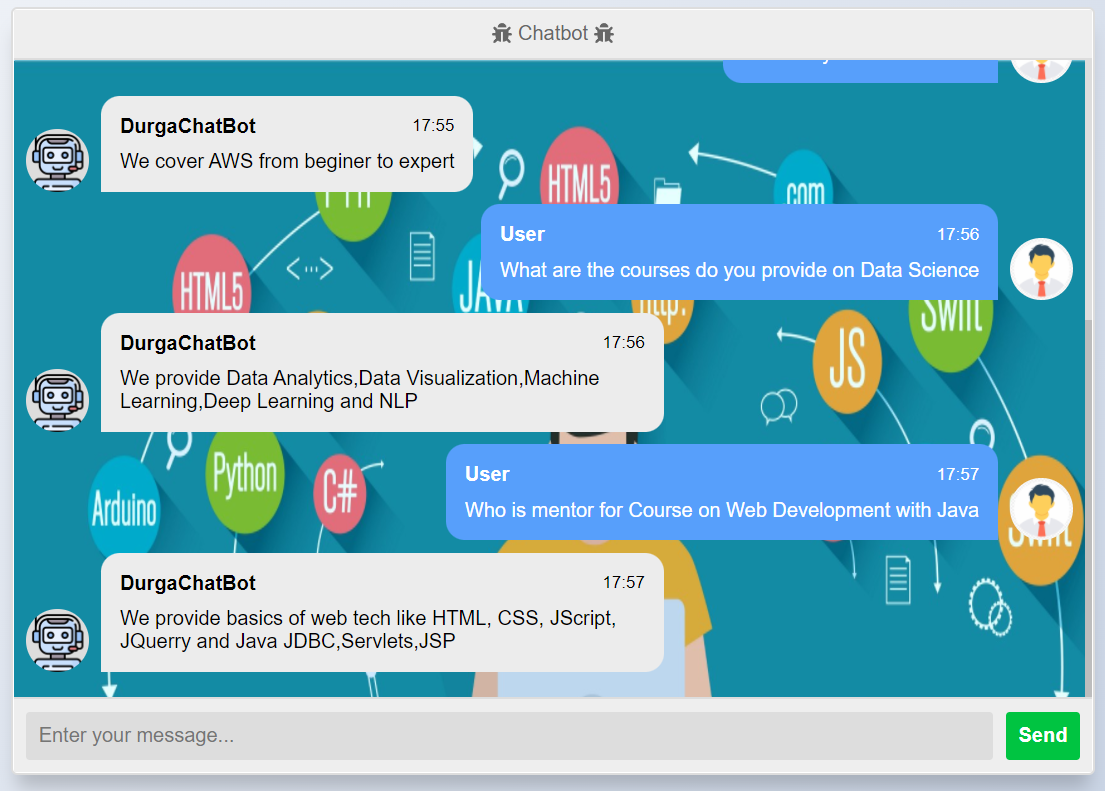 Chatbot
DurgaChatBot 17:55
We cover AWS from beginer to expert
HTML5
com
User 17:56
What are the courses do you provide on Data Science
HTML5
JAVA
http:
Swift
DurgaChatBot 17:56
We provide Data Analytics,Data Visualization,Machine
Learning,Deep Learning and NLP
JS
User 17:57
Who is mentor for Course on Web Development with Java
Python
C#
Arduino
Swift
DurgaChatBot 17:57
We provide basics of web tech like HTML, CSS, JScript,
JQuerry and Java JDBC,Servlets,JSP
Enter your message...
Send